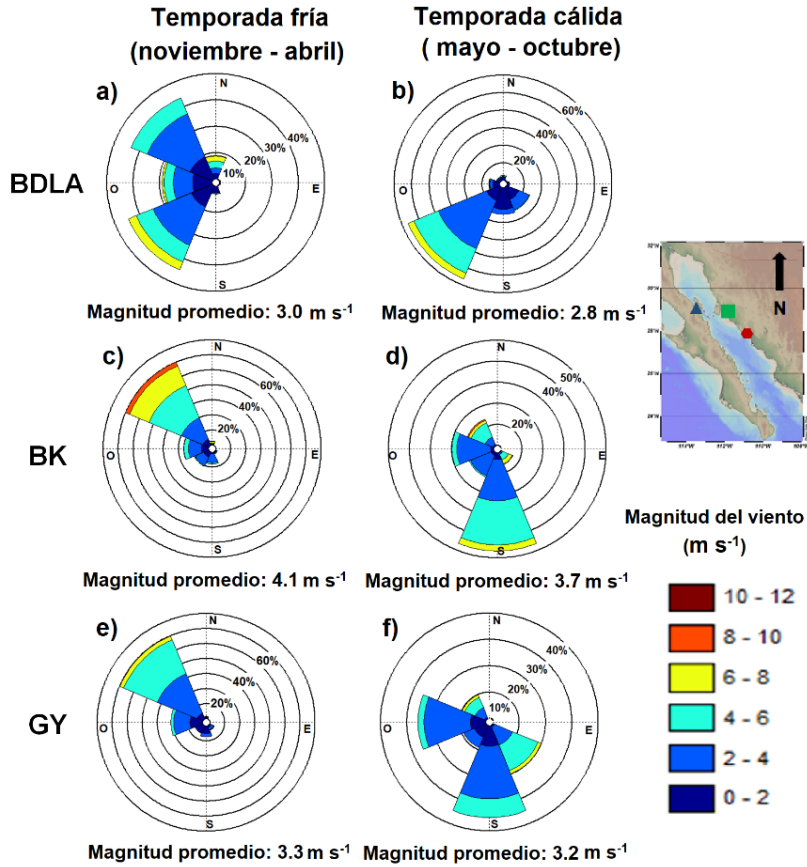 Temporada fría
(noviembre - abril)
Temporada cálida
( mayo - octubre)
BDLA
a)
N
O
E
S
10%
20%
30%
40%
Magnitud promedio: 3.0 m s⁻¹
b)
N
O
E
S
20%
40%
60%
Magnitud promedio: 2.8 m s⁻¹
N
BK
c)
N
O
E
20%
40%
60%
Magnitud promedio: 4.1 m s⁻¹
d)
N
O
E
S
20%
30%
40%
50%
Magnitud promedio: 3.7 m s⁻¹
GY
e)
N
O
E
S
20%
40%
60%
Magnitud promedio: 3.3 m s⁻¹
f)
N
O
E
S
10%
20%
30%
40%
Magnitud promedio: 3.2 m s⁻¹
Magnitud del viento
(m s⁻¹)
10 - 12
8 - 10
6 - 8
4 - 6
2 - 4
0 - 2